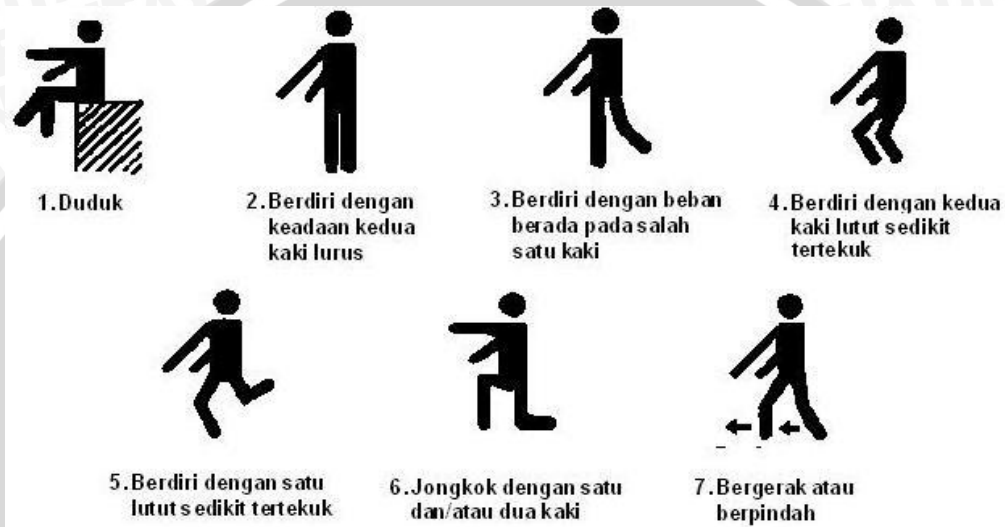 1.Duduk
2.Berdiri dengan
keadaan kedua
kaki lurus
3.Berdiri dengan beban
berada pada salah
satu kaki
4.Berdiri dengan kedua
kaki lutut sedikit
tertekuk
5.Berdiri dengan satu
lutut sedikit tertekuk
6.Jongkok dengan satu
dan/atau dua kaki
7.Bergerak atau
berpindah